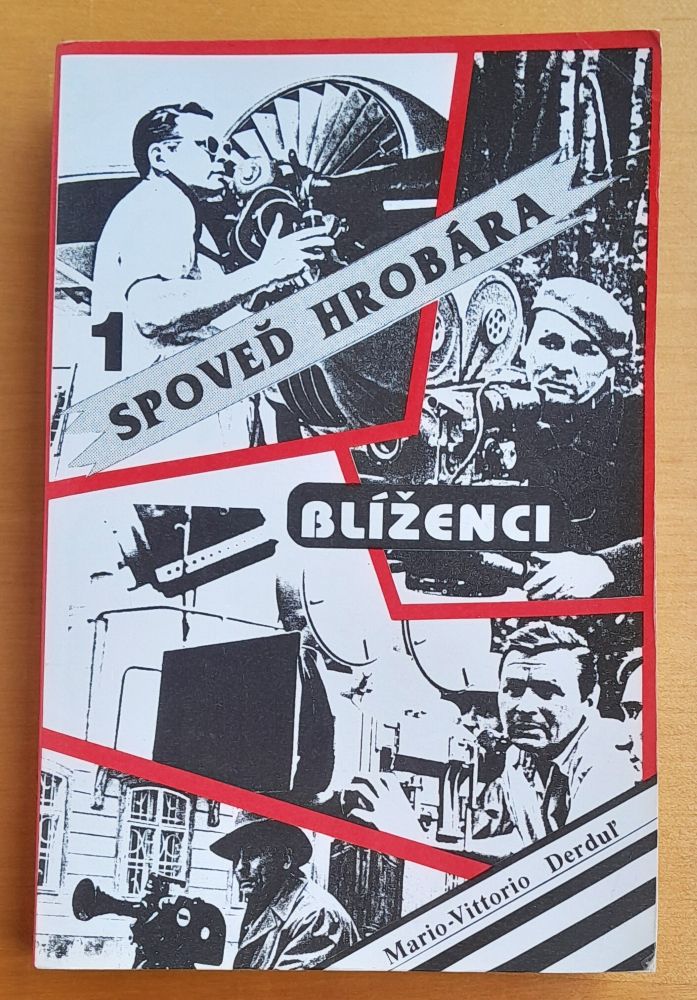 1
SPOVEĎ HROBÁRA
BLÍŽENCI
Mario-Vittorio Derduľ